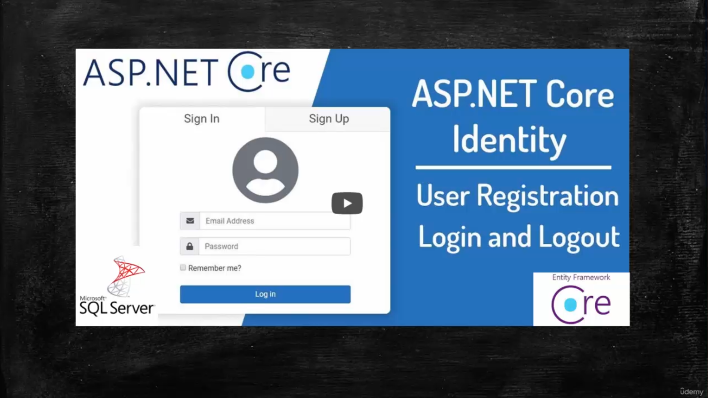 ASP.NET Core
Sign In
Sign Up
Email Address
Password
Remember me?
Log in
Microsoft
SQL Server
ASP.NET Core
Identity
User Registration
Login and Logout
Entity Framework
Core
udemy